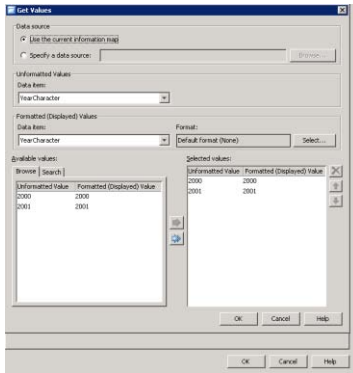 Get Values
Data source
Use the current information map
Specify a data source: Browse...
Unformatted Values
Data item:
YearCharacter
Formatted (Displayed) Values
Data item: Format:
YearCharacter Default format (None) Select...
Available values: Selected values:
Browse Search
Unformatted Value Formatted (Displayed) Value Unformatted Value Formatted (Displayed) Value
2000 2000 2000 2000
2001 2001 2001 2001
OK Cancel Help
OK Cancel Help